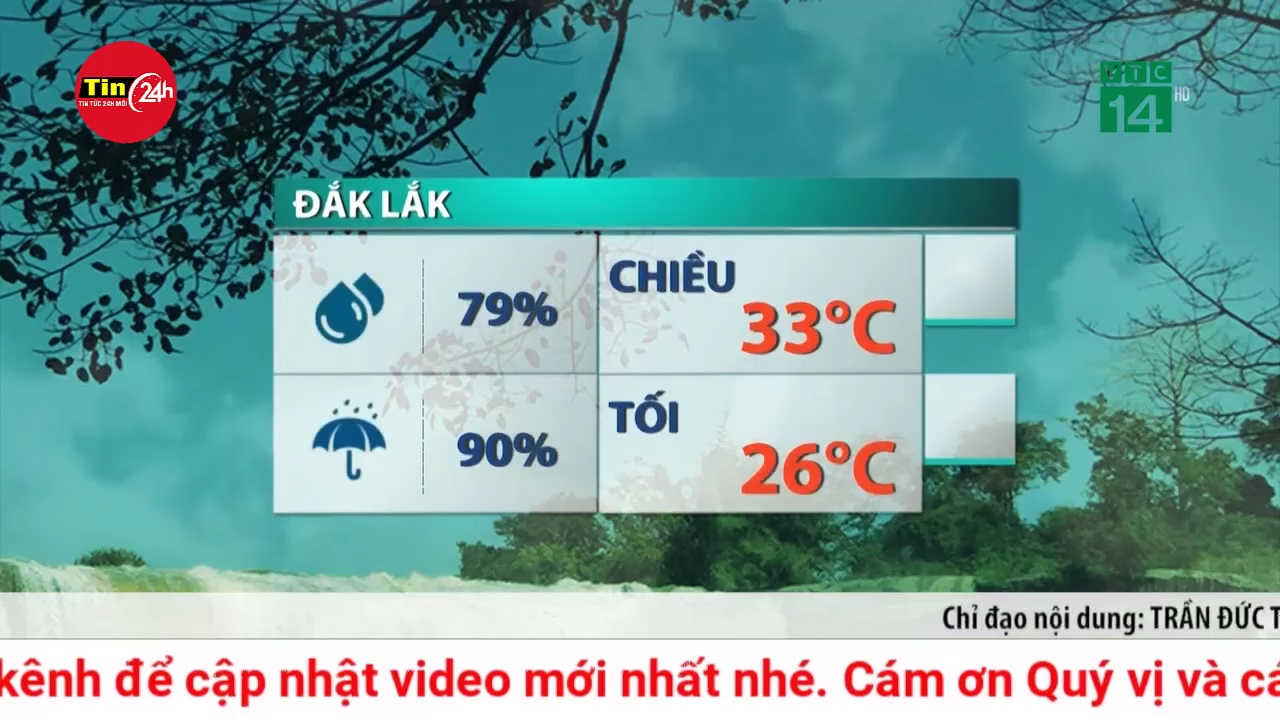 Tin 24h
TIN TỨC 24H MỚI
VTC
14 HD
ĐẮK LẮK
79%
CHIỀU
33°C
90%
TỐI
26°C
Chỉ đạo nội dung: TRẦN ĐỨC T
kênh để cập nhật video mới nhất nhé. Cám ơn Quý vị và cá